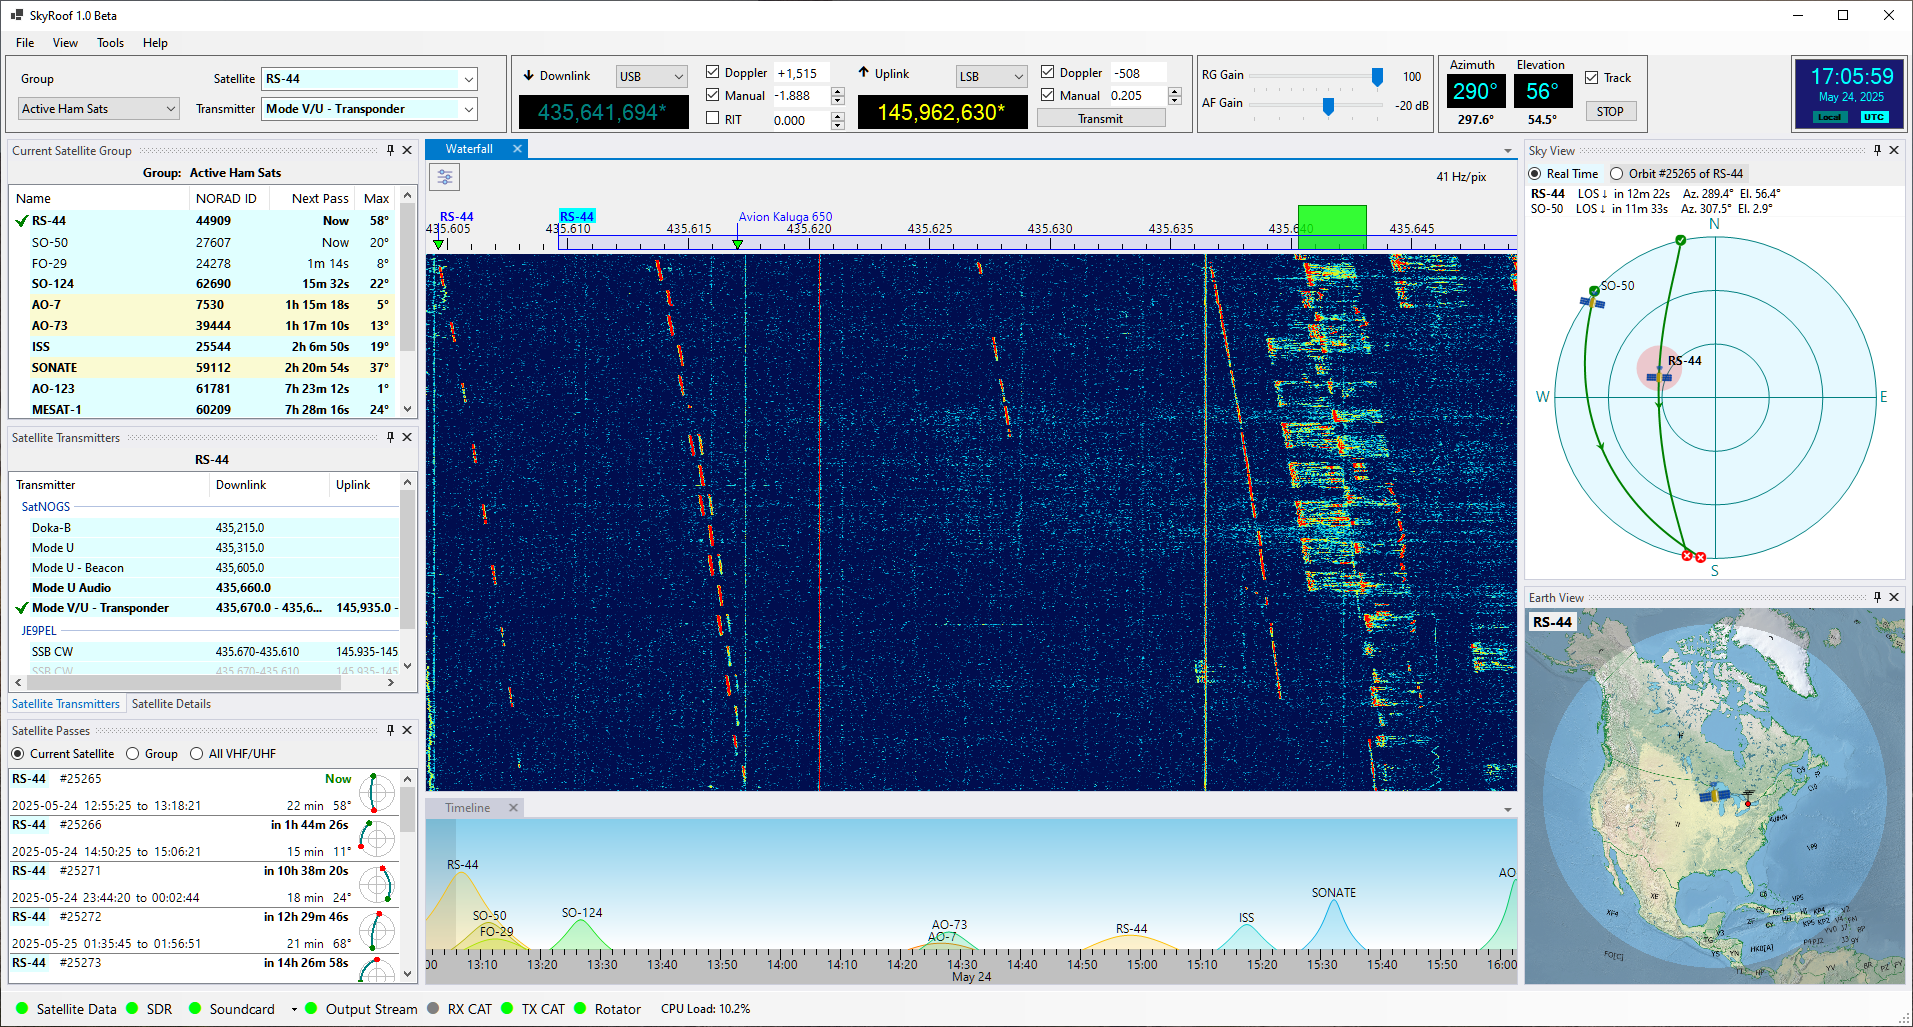 SkyRoof 1.0 Beta
File View Tools Help
Group Satellite RS-44
Active Ham Sats Transmitter Mode V/U - Transponder
Downlink USB Doppler +1,515
435,641,694* Manual -1.888
RIT 0.000
Uplink LSB Doppler -508
145,962,630* Manual 0.205
Transmit
RG Gain 100
AF Gain -20 dB
Azimuth Elevation
290° 56° Track
297.6° 54.5° STOP
17:05:59
May 24, 2025
Local UTC
Current Satellite Group
Group: Active Ham Sats
Name NORAD ID Next Pass Max
RS-44 44909 Now 58°
SO-50 27607 Now 20°
FO-29 24278 1m 14s 8°
SO-124 62690 15m 32s 22°
AO-7 7530 1h 15m 18s 5°
AO-73 39444 1h 17m 10s 13°
ISS 25544 2h 6m 50s 19°
SONATE 59112 2h 20m 54s 37°
AO-123 61781 7h 23m 12s 1°
MESAT-1 60209 7h 28m 16s 24°
Satellite Transmitters
RS-44
Transmitter Downlink Uplink
SatNOGS
Doka-B 435,215.0
Mode U 435,315.0
Mode U - Beacon 435,605.0
Mode U Audio 435,660.0
Mode V/U - Transponder 435,670.0 - 435,6... 145,935.0 -
JE9PEL
SSB CW 435.670-435.610 145.935-145
SSB CW 435.670-435.610 145.935-145
Satellite Transmitters Satellite Details
Satellite Passes
Current Satellite Group All VHF/UHF
RS-44 #25265 Now
2025-05-24 12:55:25 to 13:18:21 22 min 58°
RS-44 #25266 in 1h 44m 26s
2025-05-24 14:50:25 to 15:06:21 15 min 11°
RS-44 #25271 in 10h 38m 20s
2025-05-24 23:44:20 to 00:02:44 18 min 24°
RS-44 #25272 in 12h 29m 46s
2025-05-25 01:35:45 to 01:56:51 21 min 68°
RS-44 #25273 in 14h 26m 58s
Waterfall
41 Hz/pix
RS-44 RS-44 Avion Kaluga 650
435.605 435.610 435.615 435.620 435.625 435.630 435.635 435.640 435.645
Timeline
RS-44
SO-50
FO-29
SO-124
AO-73
AO-7
RS-44
ISS
SONATE
AO
:00 13:10 13:20 13:30 13:40 13:50 14:00 14:10 14:20 14:30 14:40 14:50 15:00 15:10 15:20 15:30 15:40 15:50 16:00
May 24
Sky View
Real Time Orbit #25265 of RS-44
RS-44 LOS↓ in 12m 22s Az. 289.4° El. 56.4°
SO-50 LOS↓ in 11m 33s Az. 307.5° El. 2.9°
N
SO-50
RS-44
W E
S
Earth View
RS-44
Satellite Data SDR Soundcard Output Stream RX CAT TX CAT Rotator CPU Load: 10.2%